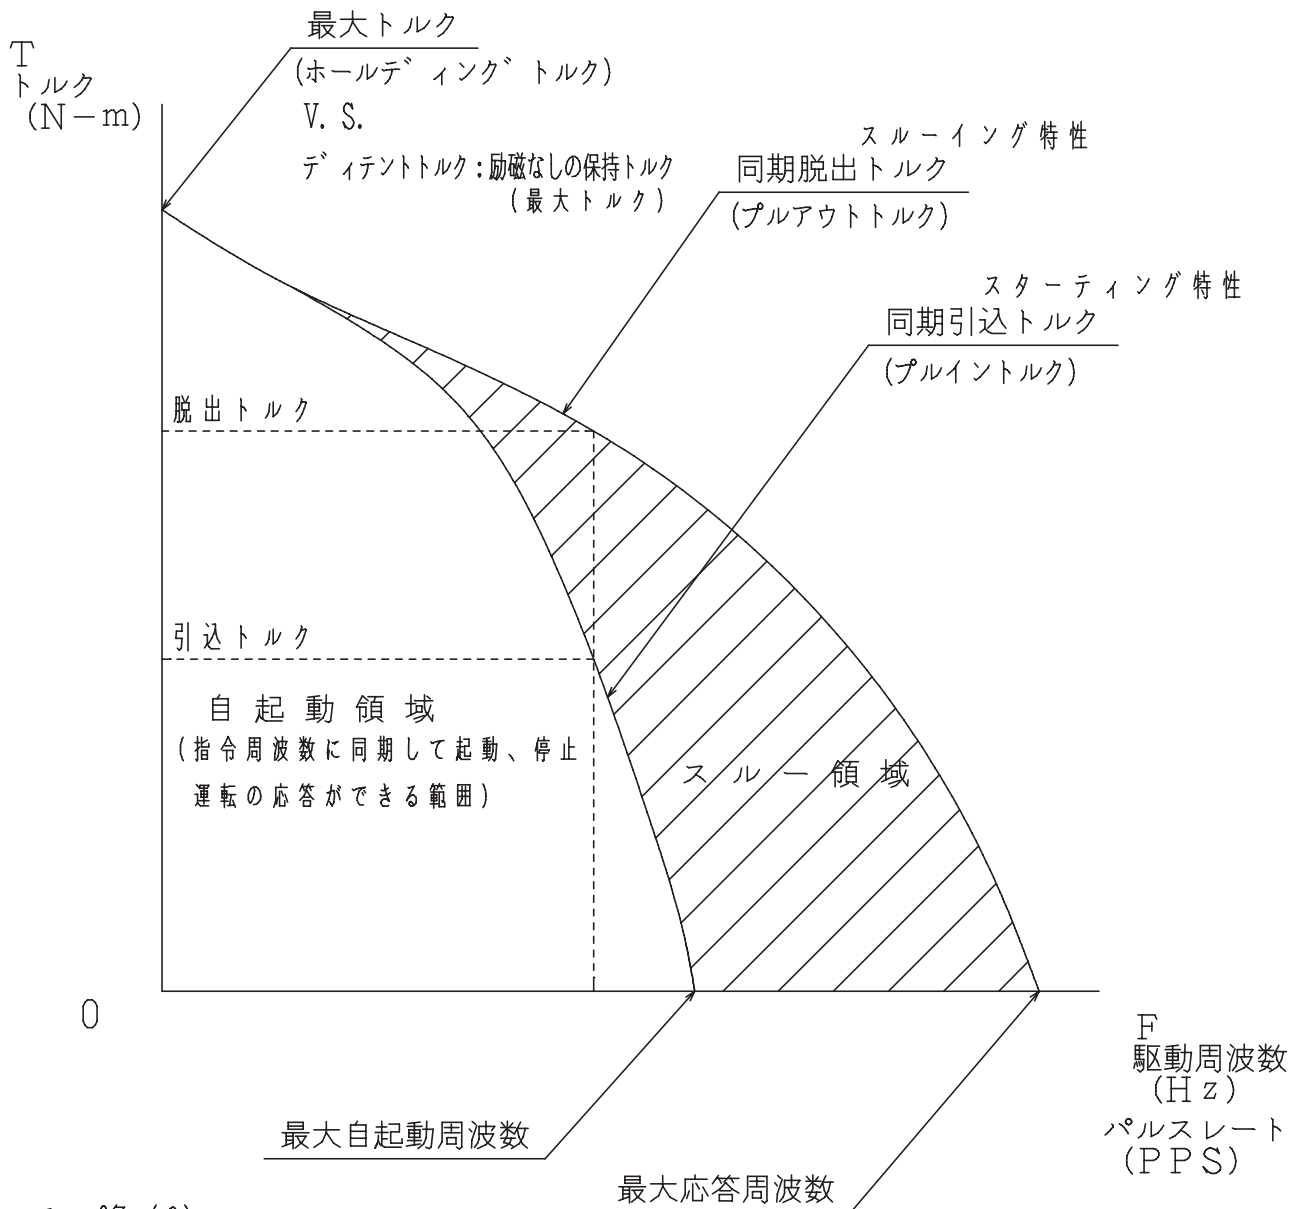 T
トルク
(N-m)
最大トルク
(ホールディングトルク)
V.S.
ディテントトルク:励磁なしの保持トルク
(最大トルク)
スルーイング特性
同期脱出トルク
(プルアウトトルク)
スターティング特性
同期引込トルク
(プルイントルク)
脱出トルク
引込トルク
自起動領域
(指令周波数に同期して起動、停止
運転の応答ができる範囲)
スルー領域
0
F
駆動周波数
(Hz)
パルスレート
(PPS)
最大自起動周波数
最大応答周波数